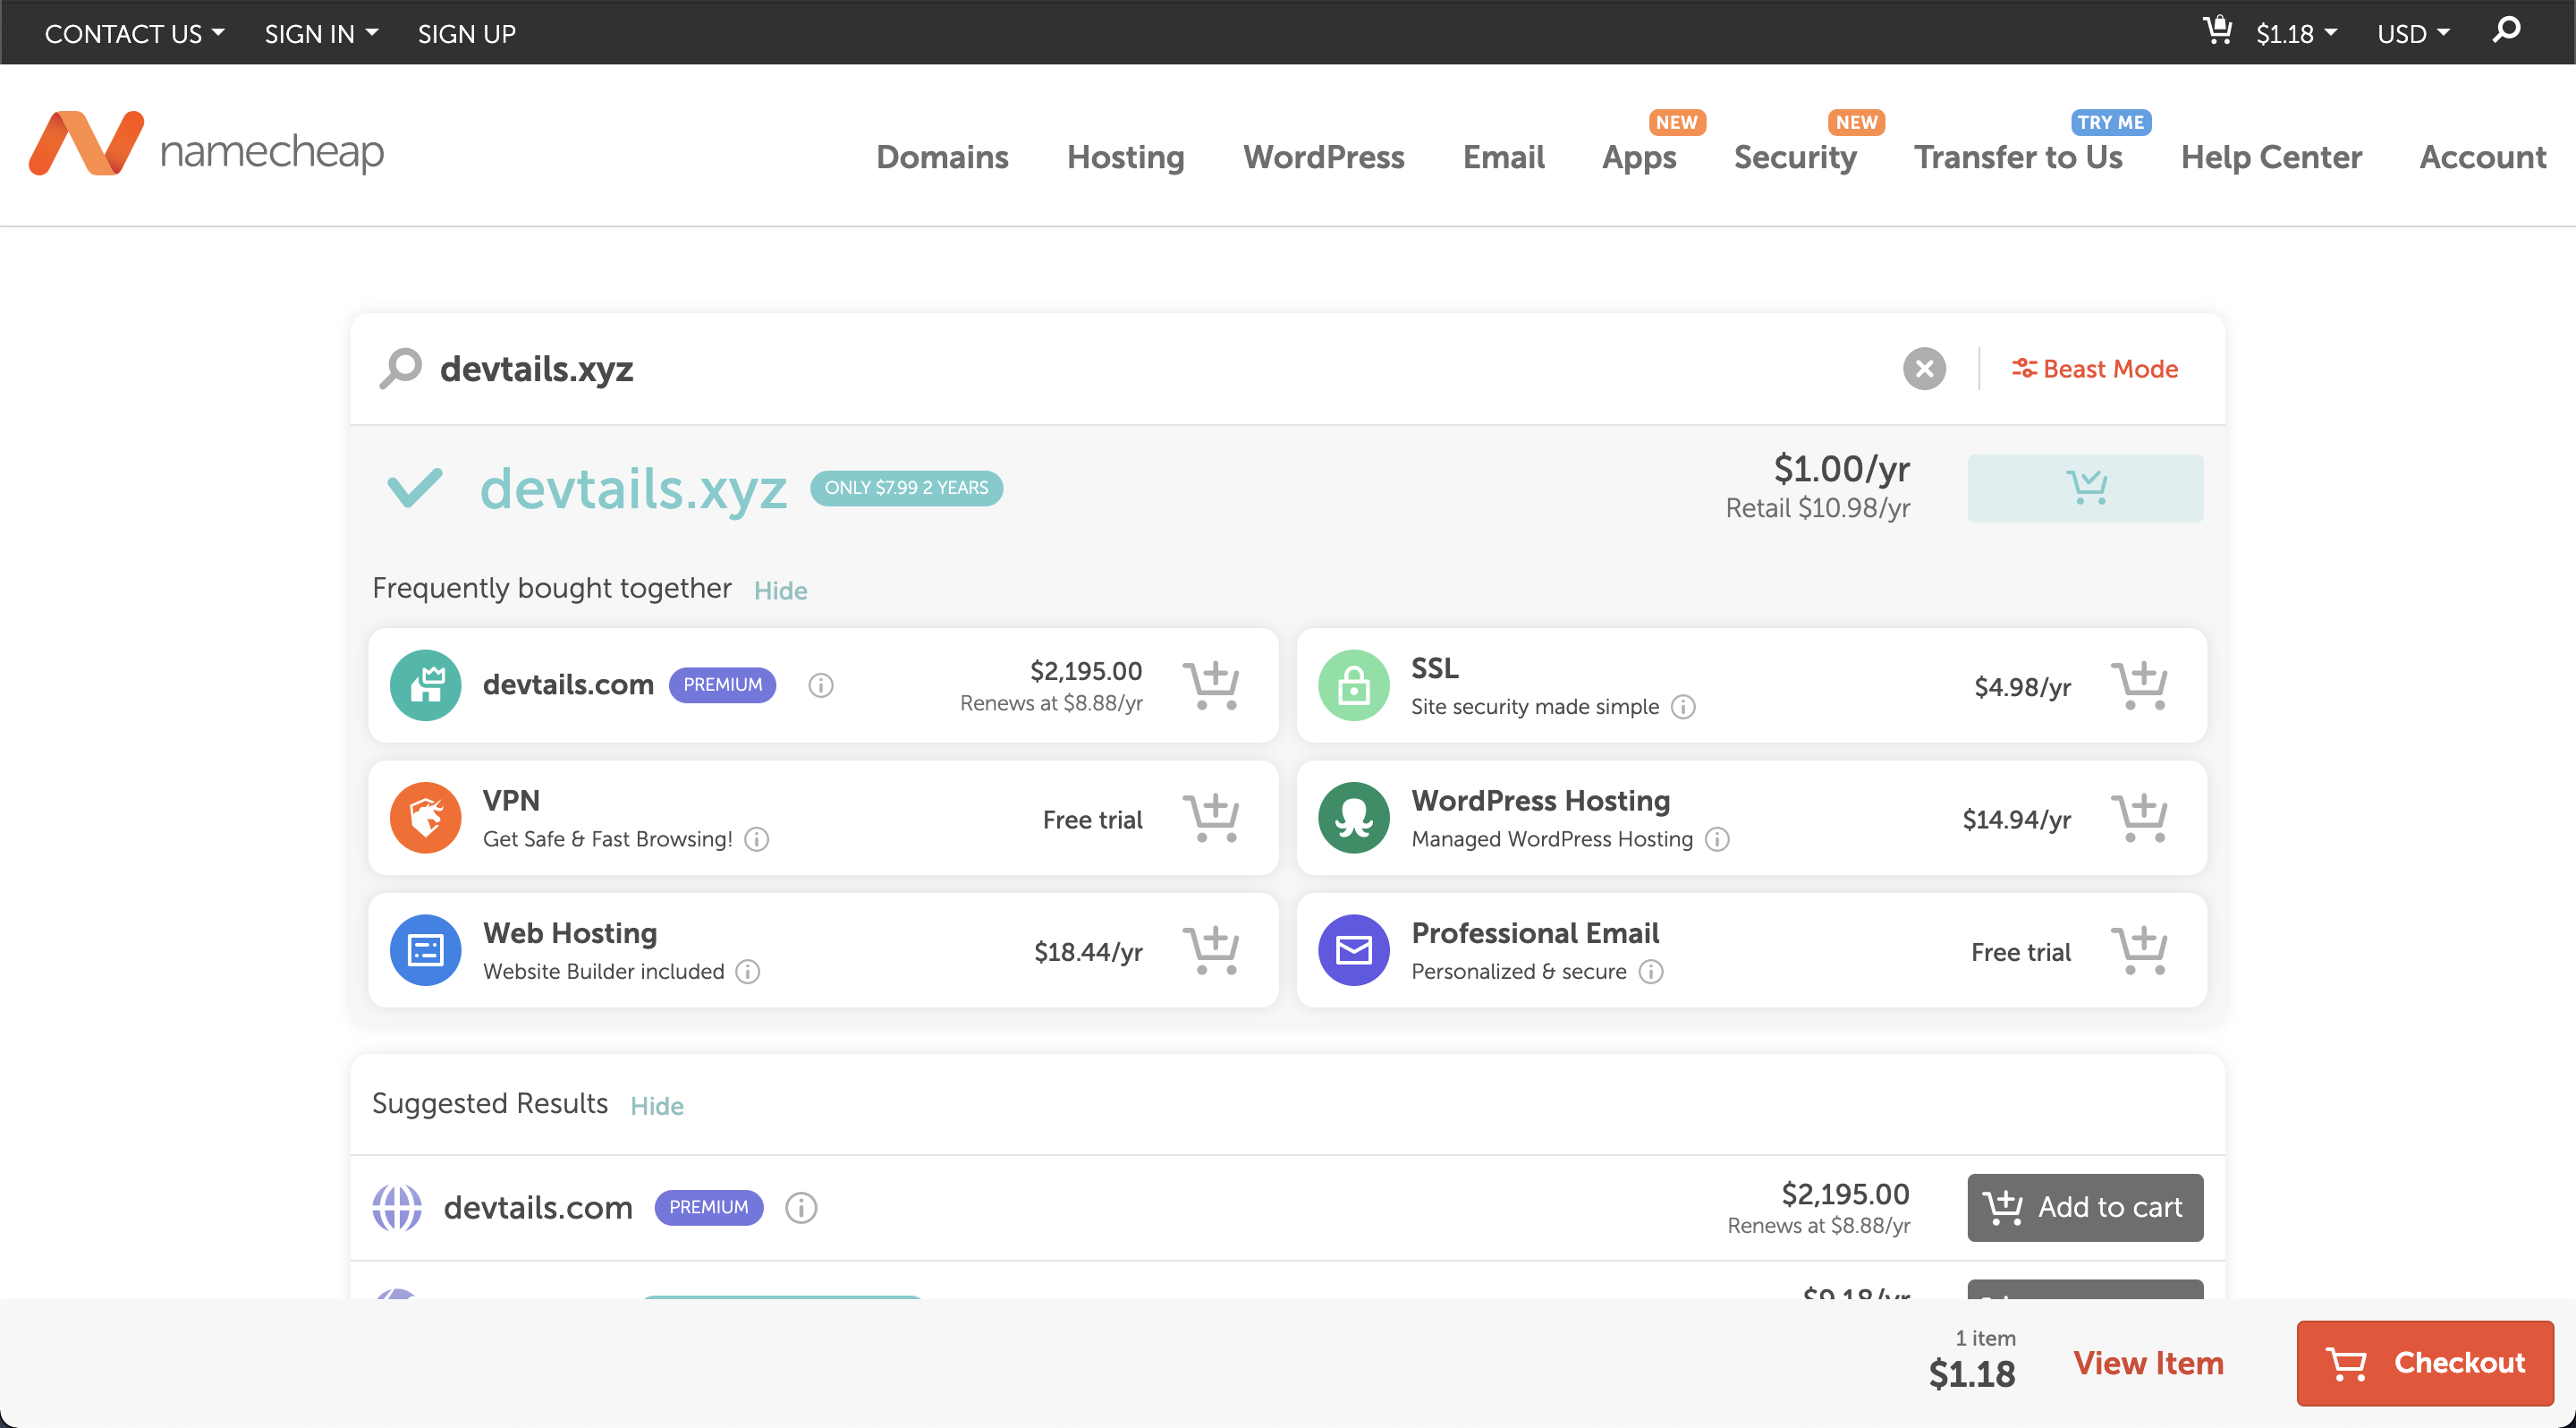 CONTACT US SIGN IN SIGN UP $1.18 USD
namecheap
NEW NEW TRY ME
Domains Hosting WordPress Email Apps Security Transfer to Us Help Center Account
devtails.xyz Beast Mode
devtails.xyz ONLY $7.99 2 YEARS $1.00/yr
Retail $10.98/yr
Frequently bought together Hide
devtails.com PREMIUM $2,195.00
Renews at $8.88/yr
SSL
Site security made simple $4.98/yr
VPN
Get Safe & Fast Browsing! Free trial
WordPress Hosting
Managed WordPress Hosting $14.94/yr
Web Hosting
Website Builder included $18.44/yr
Professional Email
Personalized & secure Free trial
Suggested Results Hide
devtails.com PREMIUM $2,195.00
Renews at $8.88/yr
Add to cart
$9.18/yr
1 item
$1.18
View Item
Checkout